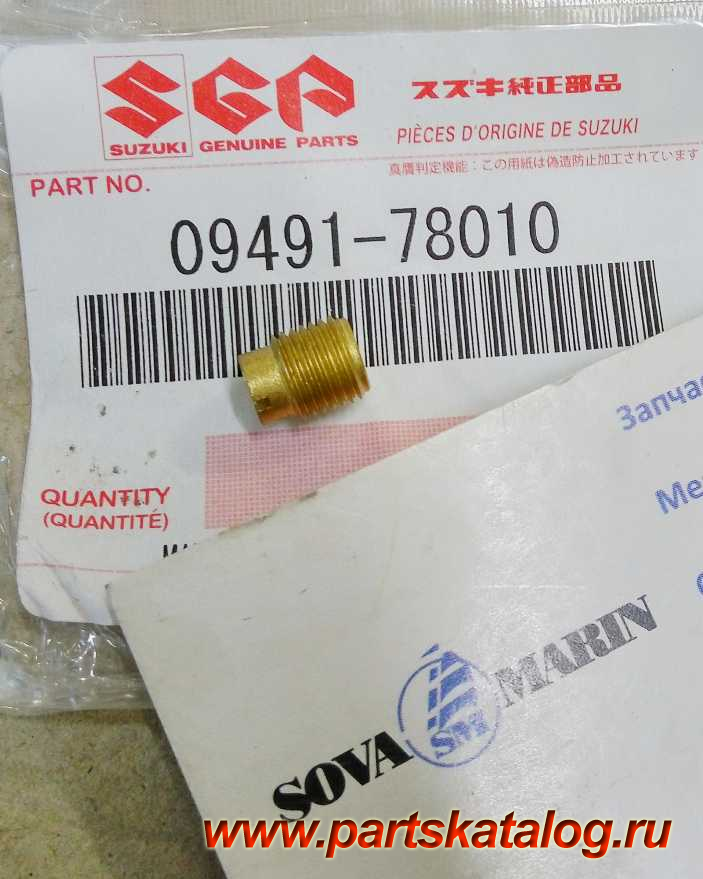 SUZUKI GENUINE PARTS
スズキ純正部品
PIÈCES D'ORIGINE DE SUZUKI
真贋判定機能：この用紙は偽造防止加工されています
PART NO.
09491-78010
QUANTITY
(QUANTITÉ)
SOVA SM MARIN
www.partskatalog.ru